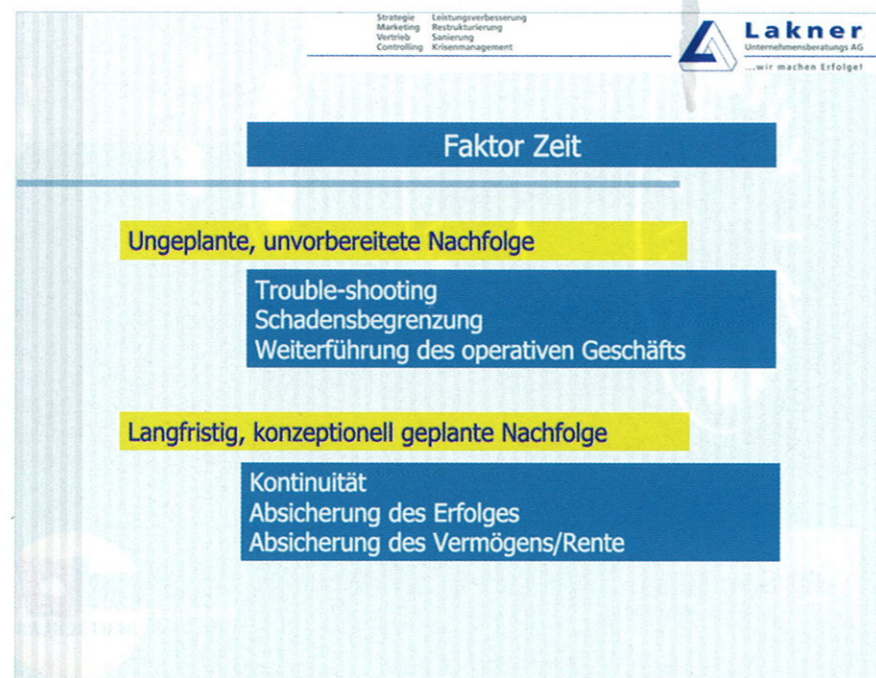 Strategie Leistungsverbesserung
Marketing Restrukturierung
Vertrieb Sanierung
Controlling Krisenmanagement
Lakner
Unternehmensberatungs AG
...wir machen Erfolge!
Faktor Zeit
Ungeplante, unvorbereitete Nachfolge
Trouble-shooting
Schadensbegrenzung
Weiterführung des operativen Geschäfts
Langfristig, konzeptionell geplante Nachfolge
Kontinuität
Absicherung des Erfolges
Absicherung des Vermögens/Rente